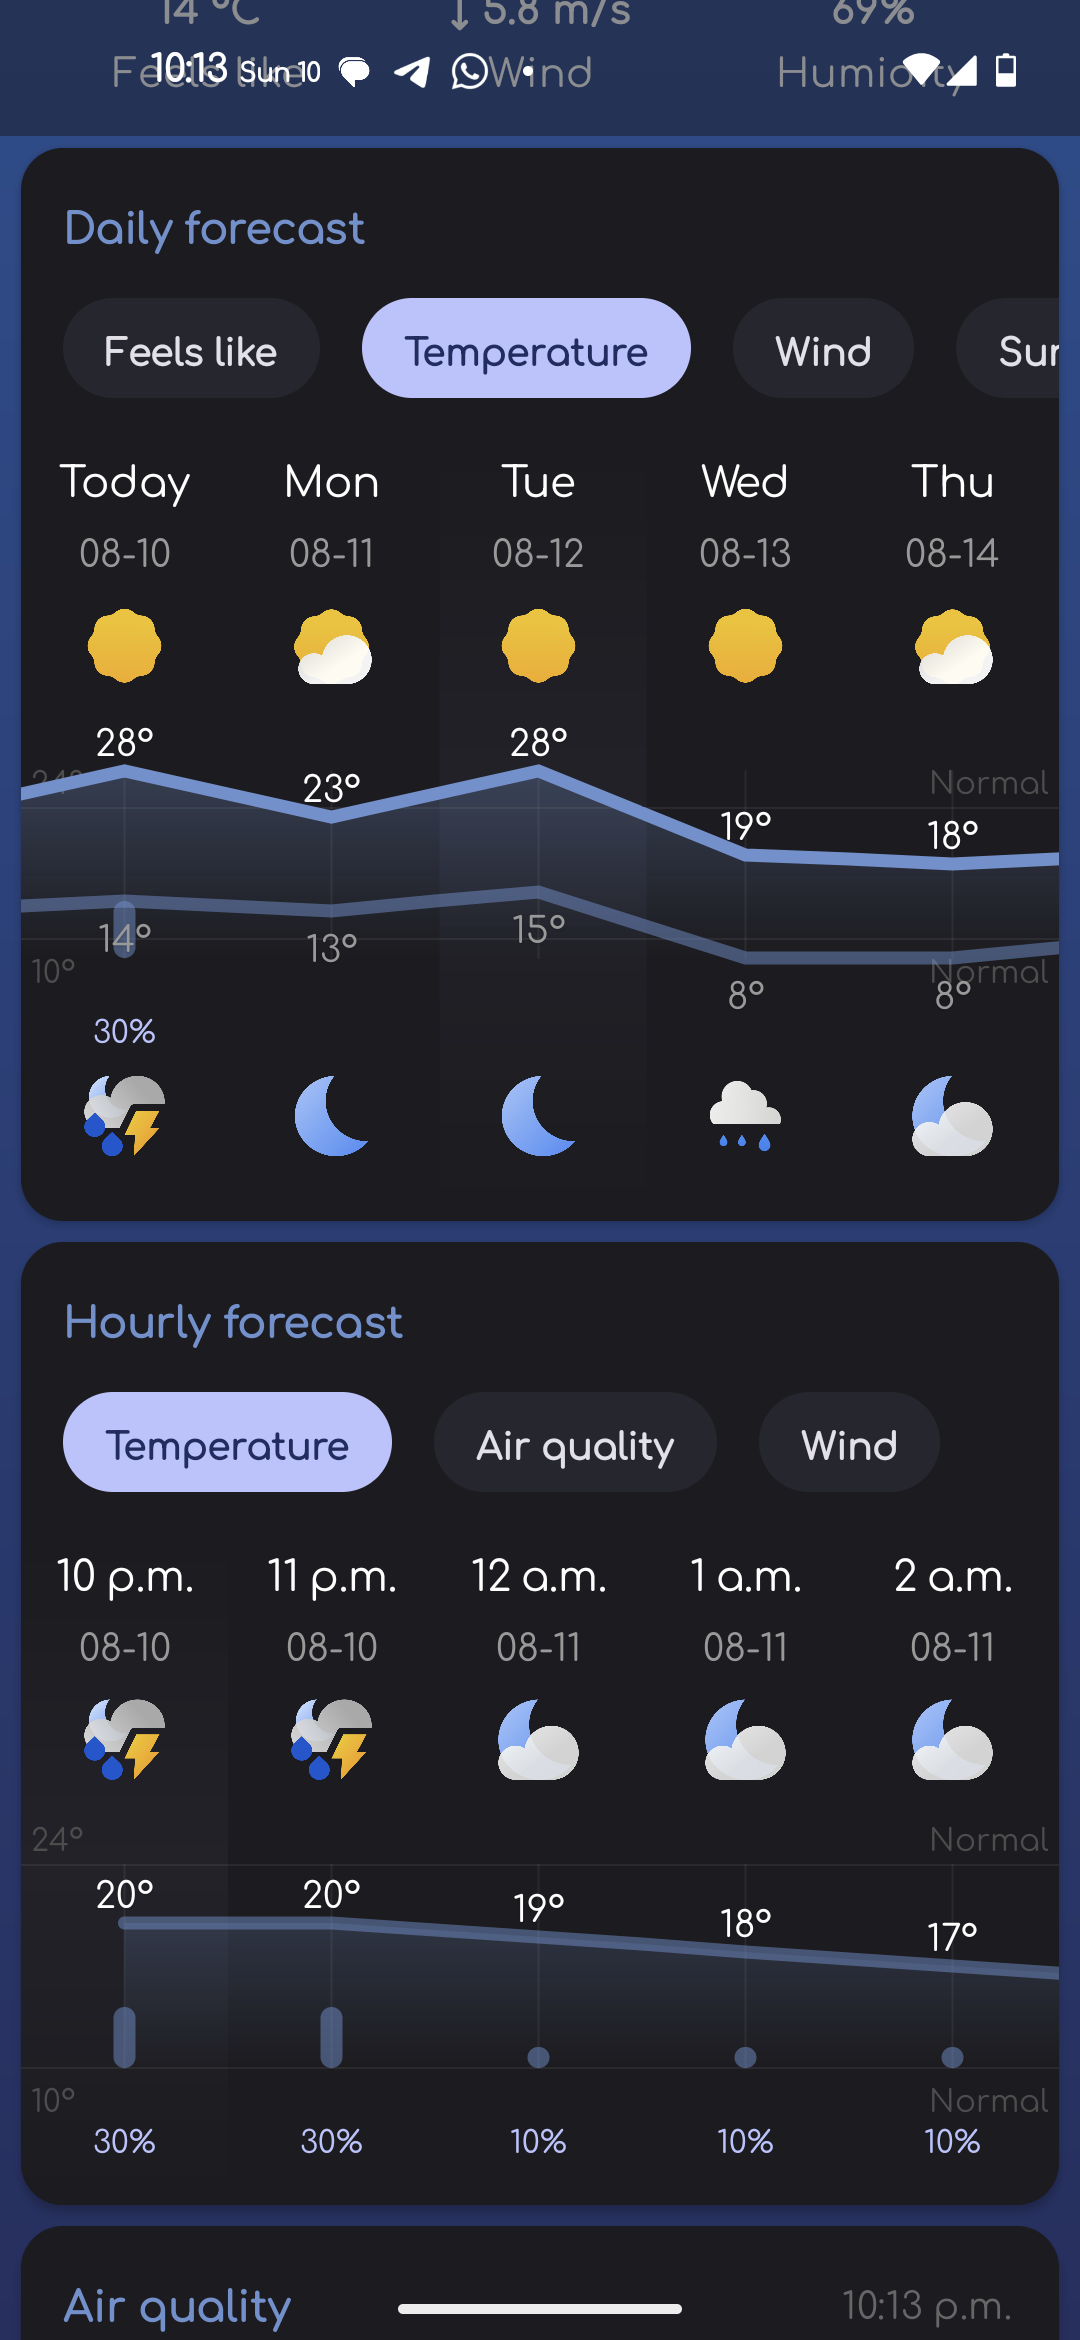 14 °C ↓ 5.8 m/s 69%
Feels like Wind Humidity
10:13 Sun 10
Daily forecast
Feels like Temperature Wind Sun
Today Mon Tue Wed Thu
08-10 08-11 08-12 08-13 08-14
28° 23° 28° 19° 18°
24° Normal
14° 13° 15° 8° 8°
10° Normal
30%
Hourly forecast
Temperature Air quality Wind
10 p.m. 11 p.m. 12 a.m. 1 a.m. 2 a.m.
08-10 08-10 08-11 08-11 08-11
24° Normal
20° 20° 19° 18° 17°
10° Normal
30% 30% 10% 10% 10%
Air quality 10:13 p.m.